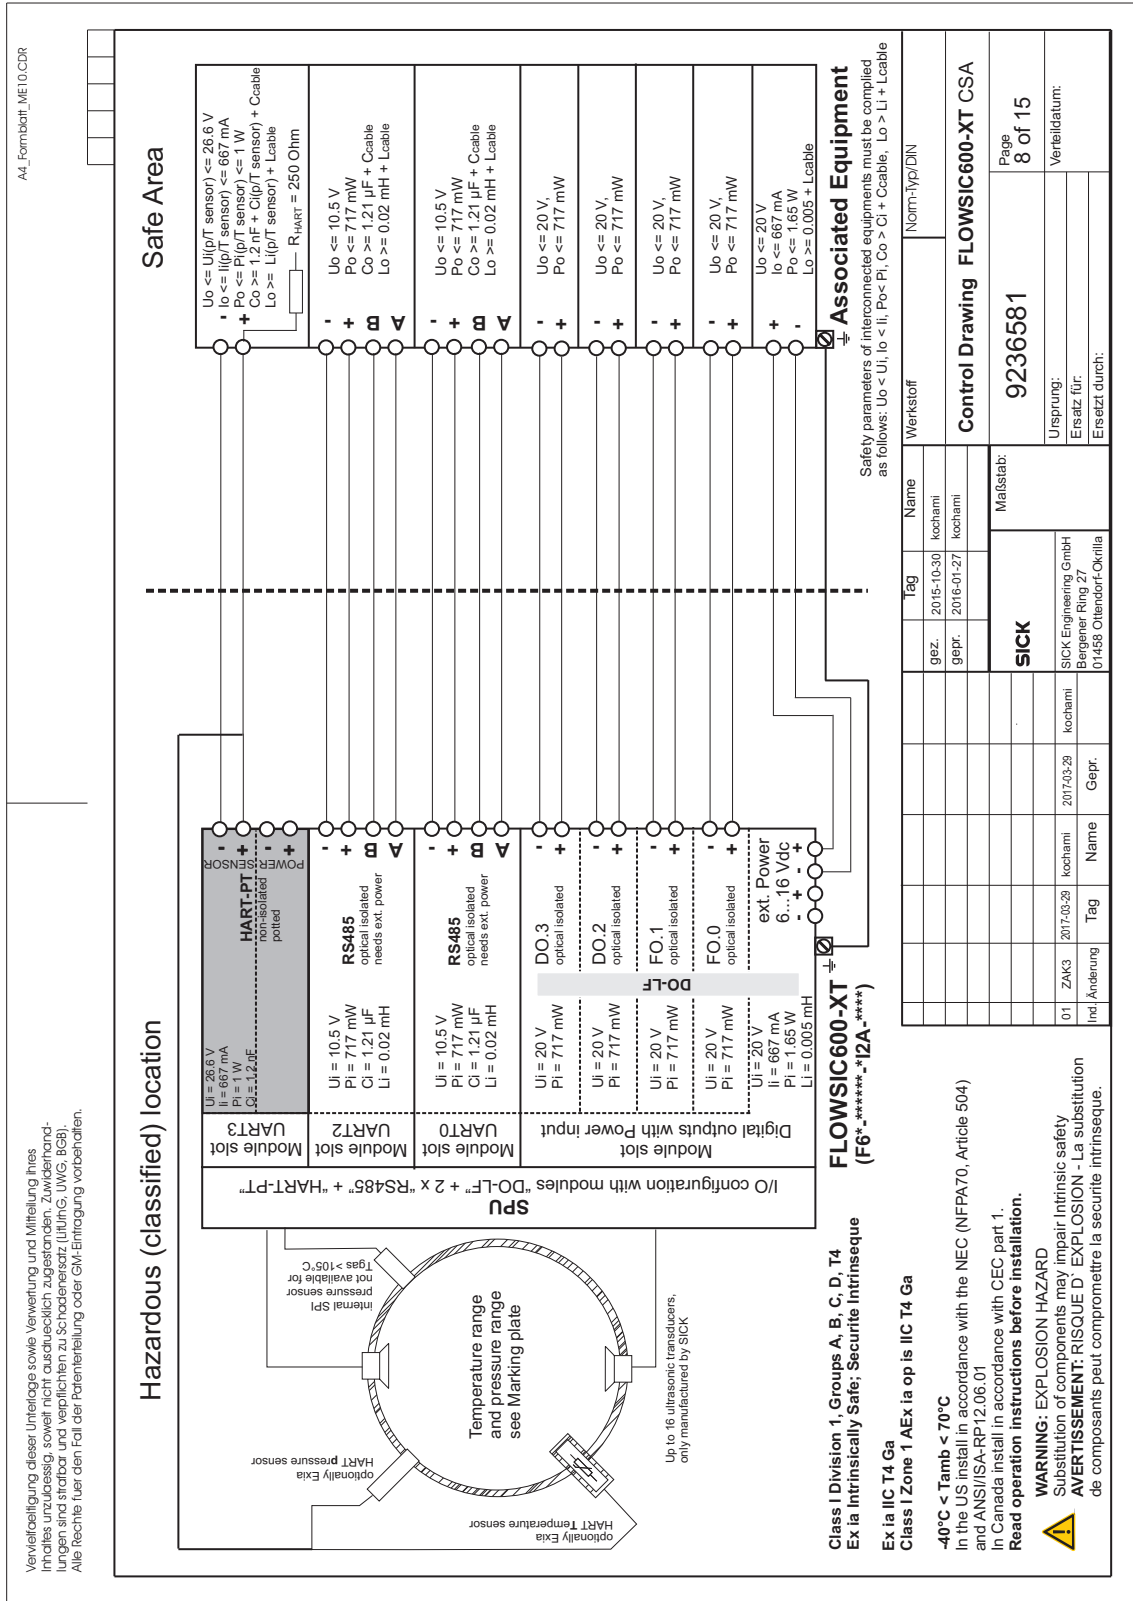 Vervielfaeltigung dieser Unterlage sowie Verwertung und Mitteilung ihres
Inhaltes unzulaessig, soweit nicht ausdruecklich zugestanden. Zuwiderhand-
lungen sind strafbar und verpflichten zu Schadenersatz (LitUrhG, UWG, BGB).
Alle Rechte fuer den Fall der Patenterteilung oder GM-Eintragung vorbehalten.
A4_Formblatt_ME10.CDR
Hazardous (classified) location
Safe Area
optionally Exia
HART Temperature sensor
optionally Exia
HART pressure sensor
internal SPI
pressure sensor
not available for
Tgas >105°C
Temperature range
and pressure range
see Marking plate
Up to 16 ultrasonic transducers,
only manufactured by SICK
SPU
I/O configuration with modules "DO-LF" + 2 x "RS485" + "HART-PT"
Module slot
UART3
Ui = 26.6 V
Ii = 667 mA
Pi = 1 W
Ci = 1.2 nF
HART-PT
non-isolated
potted
SENSOR
- +
POWER
- +
Uo <= Ui(p/T sensor) <= 26.6 V
- Io <= Ii(p/T sensor) <= 667 mA
+ Po <= Pi(p/T sensor) <= 1 W
Co >= 1.2 nF + Ci(p/T sensor) + Ccable
Lo >= Li(p/T sensor) + Lcable
RHART = 250 Ohm
Module slot
UART2
Ui = 10.5 V
Pi = 717 mW
Ci = 1.21 µF
Li = 0.02 mH
RS485
optical isolated
needs ext. power
- + B A
- + B A
Uo <= 10.5 V
Po <= 717 mW
Co >= 1.21 µF + Ccable
Lo >= 0.02 mH + Lcable
Module slot
UART0
Ui = 10.5 V
Pi = 717 mW
Ci = 1.21 µF
Li = 0.02 mH
RS485
optical isolated
needs ext. power
- + B A
- + B A
Uo <= 10.5 V
Po <= 717 mW
Co >= 1.21 µF + Ccable
Lo >= 0.02 mH + Lcable
Module slot
Digital outputs with Power input
DO-LF
Ui = 20 V
Pi = 717 mW
DO.3
optical isolated
- +
- +
Uo <= 20 V,
Po <= 717 mW
Ui = 20 V
Pi = 717 mW
DO.2
optical isolated
- +
- +
Uo <= 20 V,
Po <= 717 mW
Ui = 20 V
Pi = 717 mW
FO.1
optical isolated
- +
- +
Uo <= 20 V,
Po <= 717 mW
Ui = 20 V
Pi = 717 mW
FO.0
optical isolated
- +
- +
Uo <= 20 V,
Po <= 717 mW
Ui = 20 V
Ii = 667 mA
Pi = 1.65 W
Li = 0.005 mH
ext. Power
6...16 Vdc
- + - +
+ -
Uo <= 20 V
Io <= 667 mA
Po <= 1.65 W
Lo >= 0.005 + Lcable
FLOWSIC600-XT
(F6*-******-*I2A-****)
Associated Equipment
Safety parameters of interconnected equipments must be complied
as follows: Uo < Ui, Io < Ii, Po< Pi, Co > Ci + Ccable, Lo > Li + Lcable
Class I Division 1, Groups A, B, C, D, T4
Ex ia Intrinsically Safe; Securite Intrinseque
Ex ia IIC T4 Ga
Class I Zone 1 AEx ia op is IIC T4 Ga
-40°C < Tamb < 70°C
In the US install in accordance with the NEC (NFPA70, Article 504)
and ANSI/ISA-RP12.06.01
In Canada install in accordance with CEC part 1.
Read operation instructions before installation.
WARNING: EXPLOSION HAZARD
Substitution of components may impair Intrinsic safety
AVERTISSEMENT: RISQUE D` EXPLOSION - La substitution
de composants peut compromettre la securite intrinseque.
01 ZAK3 2017-03-29 kochami 2017-03-29 kochami
Ind. Änderung Tag Name Gepr.
Tag Name
gez. 2015-10-30 kochami
gepr. 2016-01-27 kochami
SICK
Maßstab:
SICK Engineering GmbH
Bergener Ring 27
01458 Ottendorf-Okrilla
Werkstoff
Norm-Typ/DIN
Control Drawing FLOWSIC600-XT CSA
9236581
Page
8 of 15
Ursprung:
Ersatz für:
Ersetzt durch:
Verteildatum: